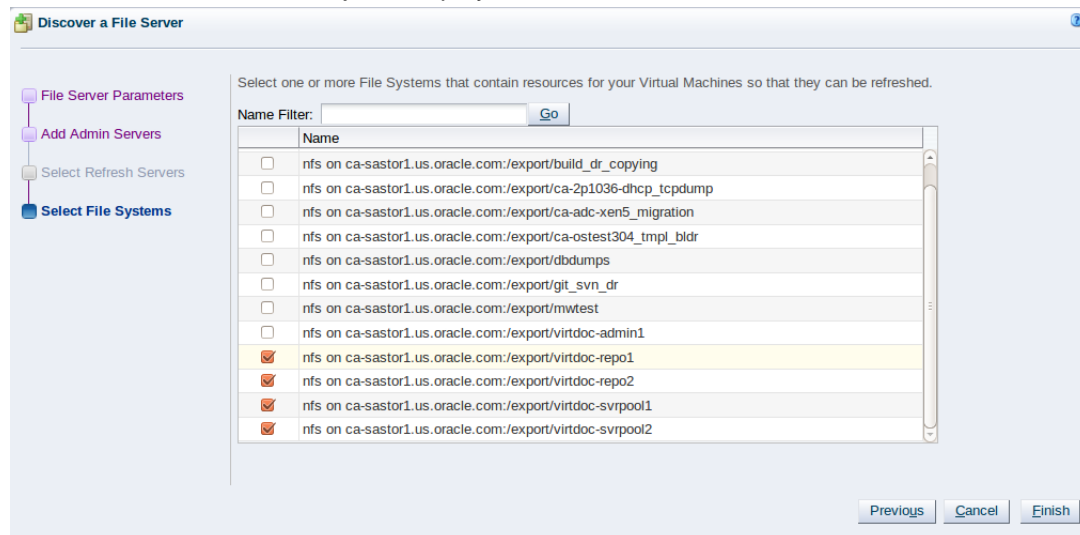 Discover a File Server
File Server Parameters
Add Admin Servers
Select Refresh Servers
Select File Systems
Select one or more File Systems that contain resources for your Virtual Machines so that they can be refreshed.
Name Filter: Go
Name
nfs on ca-sastor1.us.oracle.com:/export/build_dr_copying
nfs on ca-sastor1.us.oracle.com:/export/ca-2p1036-dhcp_tcpdump
nfs on ca-sastor1.us.oracle.com:/export/ca-adc-xen5_migration
nfs on ca-sastor1.us.oracle.com:/export/ca-ostest304_tmpl_bldr
nfs on ca-sastor1.us.oracle.com:/export/dbdumps
nfs on ca-sastor1.us.oracle.com:/export/git_svn_dr
nfs on ca-sastor1.us.oracle.com:/export/mwtest
nfs on ca-sastor1.us.oracle.com:/export/virtdoc-admin1
nfs on ca-sastor1.us.oracle.com:/export/virtdoc-repo1
nfs on ca-sastor1.us.oracle.com:/export/virtdoc-repo2
nfs on ca-sastor1.us.oracle.com:/export/virtdoc-svrpool1
nfs on ca-sastor1.us.oracle.com:/export/virtdoc-svrpool2
Previous Cancel Finish